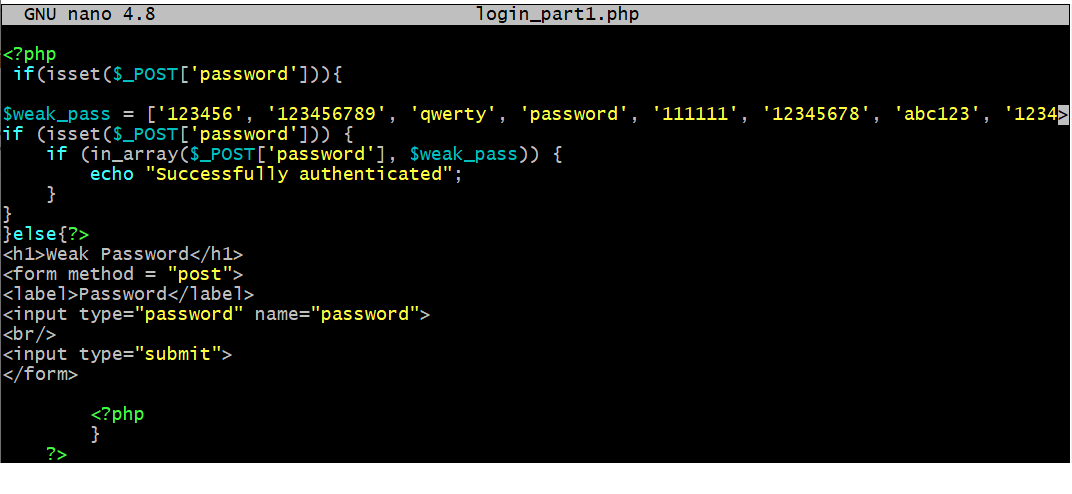 GNU nano 4.8 login_part1.php
<?php
if(isset($_POST['password'])){
$weak_pass = ['123456', '123456789', 'qwerty', 'password', '111111', '12345678', 'abc123', '1234>
if (isset($_POST['password'])) {
if (in_array($_POST['password'], $weak_pass)) {
echo "Successfully authenticated";
}
}
}else{?>
<h1>Weak Password</h1>
<form method = "post">
<label>Password</label>
<input type="password" name="password">
<br/>
<input type="submit">
</form>
<?php
}
?>